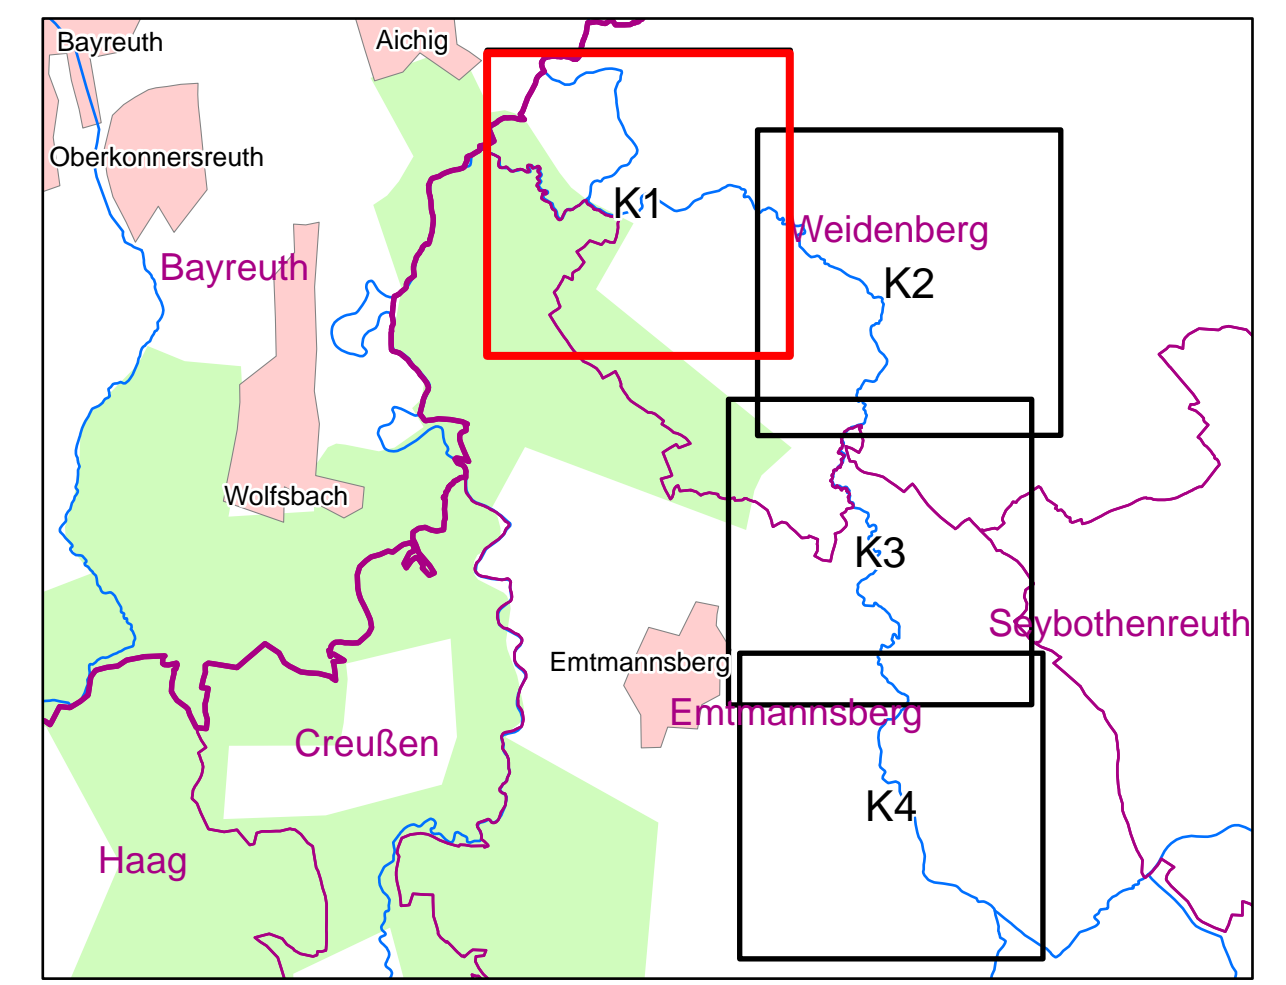 Bayreuth
Aichig
Oberkonnersreuth
K1
Weidenberg
Bayreuth
K2
Wolfsbach
K3
Seybothenreuth
Emtmannsberg
Emtmannsberg
Creußen
K4
Haag